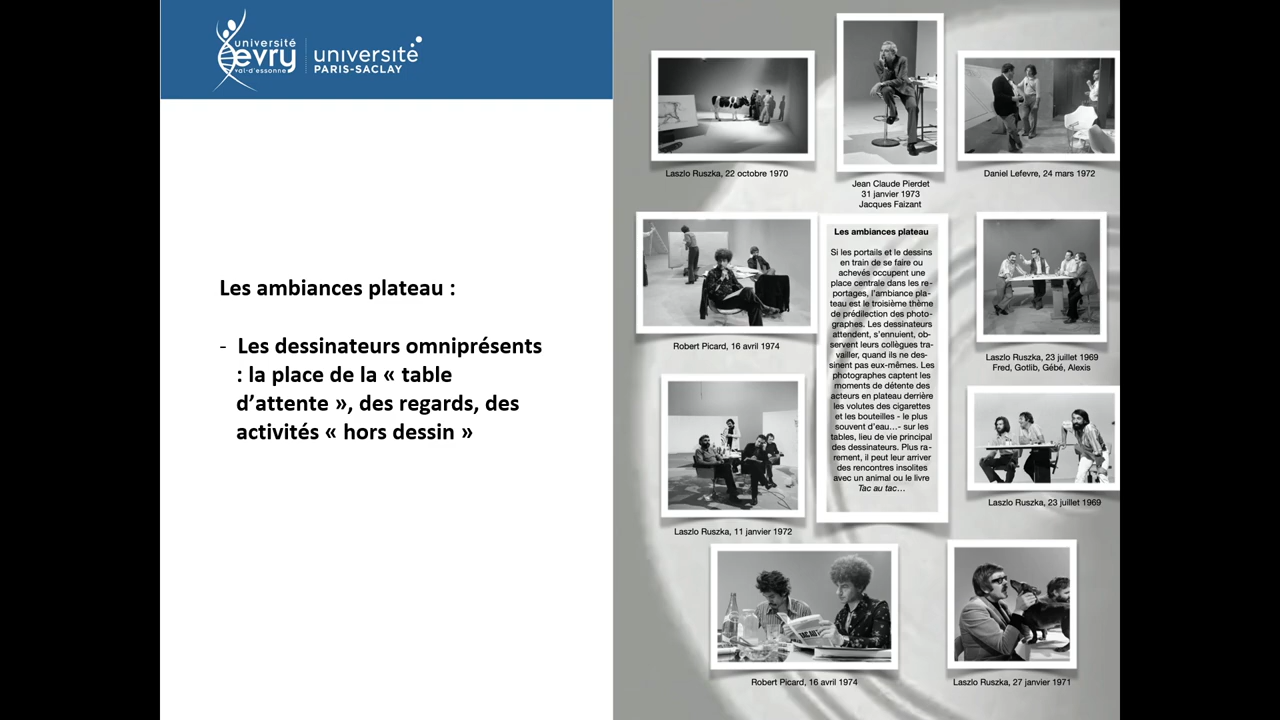 université
evry
val-d'essonne
université
PARIS-SACLAY
Les ambiances plateau :
- Les dessinateurs omniprésents
: la place de la « table
d’attente », des regards, des
activités « hors dessin »
Laszlo Ruszka, 22 octobre 1970
Jean Claude Pierdet
31 janvier 1973
Jacques Faizant
Daniel Lefevre, 24 mars 1972
Robert Picard, 16 avril 1974
Les ambiances plateau
Si les portails et le dessins
en train de se faire ou
achevés occupent une
place centrale dans les re-
portages, l’ambiance pla-
teau est le troisième thème
de prédilection des photo-
graphes. Les dessinateurs
attendent, s’ennuient, ob-
servent leurs collègues tra-
vailler, quand ils ne des-
sinent pas eux-mêmes. Les
photographes captent les
moments de détente des
acteurs en plateau derrière
les volutes des cigarettes
et les bouteilles - le plus
souvent d’eau…- sur les
tables, lieu de vie principal
des dessinateurs. Plus ra-
rement, il peut leur arriver
des rencontres insolites
avec un animal ou le livre
Tac au tac…
Laszlo Ruszka, 23 juillet 1969
Fred, Gotlib, Gébé, Alexis
Laszlo Ruszka, 11 janvier 1972
Laszlo Ruszka, 23 juillet 1969
TAC AU T
Robert Picard, 16 avril 1974
Laszlo Ruszka, 27 janvier 1971